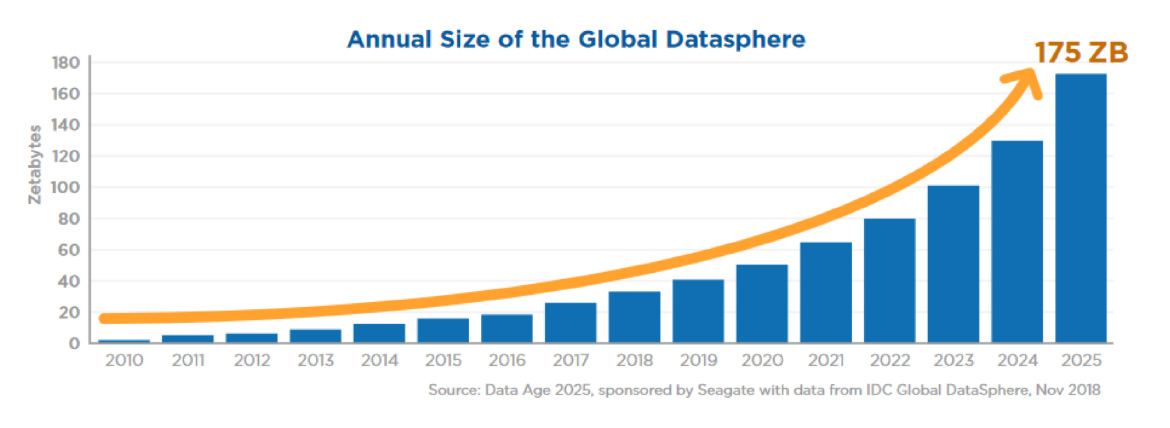 Annual Size of the Global Datasphere
175 ZB
Zetabytes
180
160
140
120
100
80
60
40
20
0
2010 2011 2012 2013 2014 2015 2016 2017 2018 2019 2020 2021 2022 2023 2024 2025
Source: Data Age 2025, sponsored by Seagate with data from IDC Global DataSphere, Nov 2018